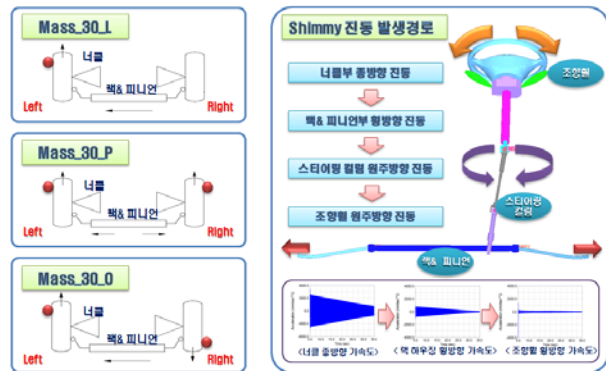 Mass_30_L
너클
랙& 피니언
Left
Right
Mass_30_P
너클
랙& 피니언
Left
Right
Mass_30_O
너클
랙& 피니언
Left
Right
Shimmy 진동 발생경로
너클부 종방향 진동
랙& 피니언부 횡방향 진동
스티어링 컬럼 원주방향 진동
조향휠 원주방향 진동
조향휠
스티어링
컬럼
랙& 피니언
<너클 종방향 가속도>
<랙 하우징 횡방향 가속도>
<조향휠 횡방향 가속도>